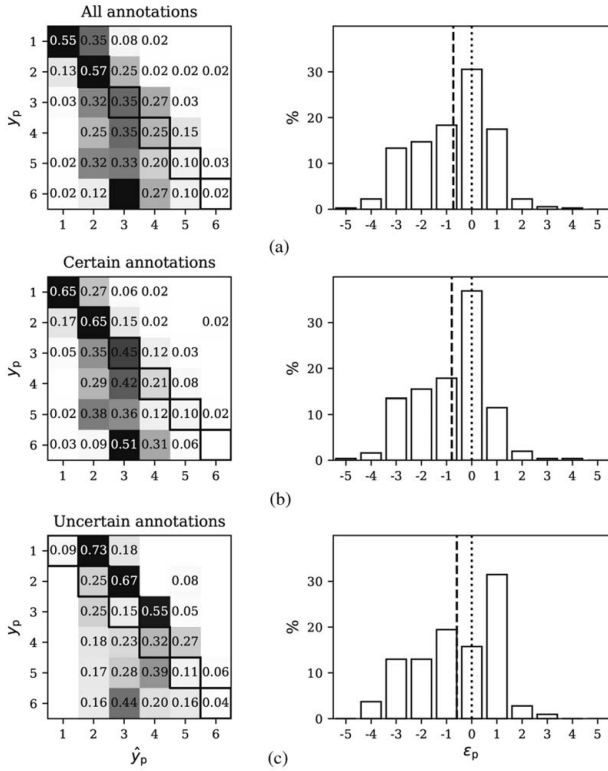 All annotations
1 0.55 0.35 0.08 0.02
2 0.13 0.57 0.25 0.02 0.02 0.02
3 0.03 0.32 0.35 0.27 0.03
4 0.25 0.35 0.25 0.15
5 0.02 0.32 0.33 0.20 0.10 0.03
6 0.02 0.12 0.27 0.10 0.02
yp
1 2 3 4 5 6
30
20
10
0
%
-5 -4 -3 -2 -1 0 1 2 3 4 5
(a)
Certain annotations
1 0.65 0.27 0.06 0.02
2 0.17 0.65 0.15 0.02 0.02
3 0.05 0.35 0.45 0.12 0.03
4 0.29 0.42 0.21 0.08
5 0.02 0.38 0.36 0.12 0.10 0.02
6 0.03 0.09 0.51 0.31 0.06
yp
1 2 3 4 5 6
30
20
10
0
%
-5 -4 -3 -2 -1 0 1 2 3 4 5
(b)
Uncertain annotations
1 0.09 0.73 0.18
2 0.25 0.67 0.08
3 0.25 0.15 0.55 0.05
4 0.18 0.23 0.32 0.27
5 0.17 0.28 0.39 0.11 0.06
6 0.16 0.44 0.20 0.16 0.04
yp
1 2 3 4 5 6
ŷp
30
20
10
0
%
-5 -4 -3 -2 -1 0 1 2 3 4 5
εp
(c)